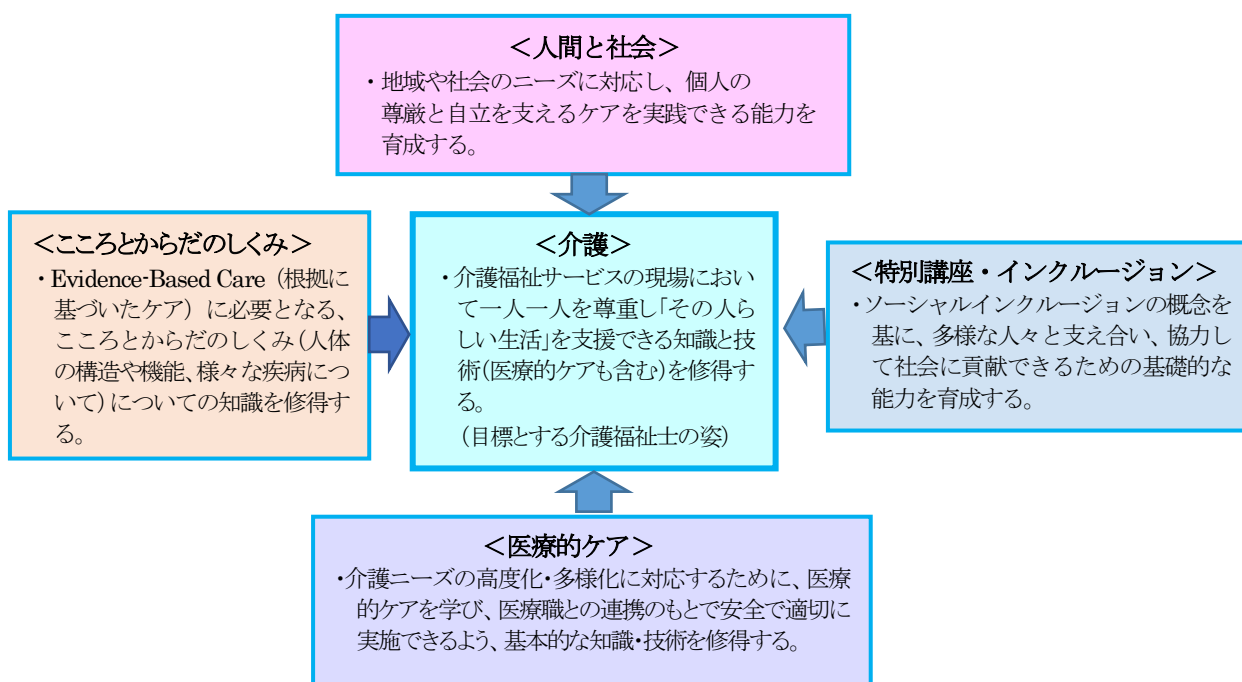 ＜人間と社会＞
・地域や社会のニーズに対応し、個人の
尊厳と自立を支えるケアを実践できる能力を
育成する。
＜こころとからだのしくみ＞
・Evidence-Based Care（根拠に
基づいたケア）に必要となる、
こころとからだのしくみ(人体
の構造や機能、様々な疾病につ
いて)についての知識を修得す
る。
＜介護＞
・介護福祉サービスの現場におい
て一人一人を尊重し「その人ら
しい生活」を支援できる知識と技
術(医療的ケアも含む)を修得す
る。
（目標とする介護福祉士の姿）
＜特別講座・インクルージョン＞
・ソーシャルインクルージョンの概念を
基に、多様な人々と支え合い、協力し
て社会に貢献できるための基礎的な
能力を育成する。
＜医療的ケア＞
・介護ニーズの高度化・多様化に対応するために、医療
的ケアを学び、医療職との連携のもとで安全で適切に
実施できるよう、基本的な知識・技術を修得する。